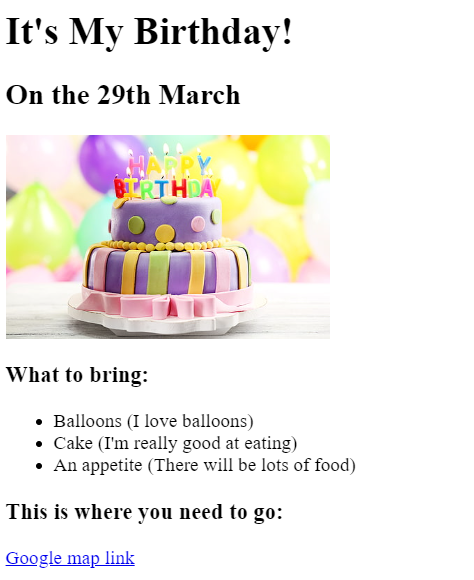 It's My Birthday!
On the 29th March
HAPPY
BIRTHDAY
What to bring:
Balloons (I love balloons)
Cake (I'm really good at eating)
An appetite (There will be lots of food)
This is where you need to go:
Google map link